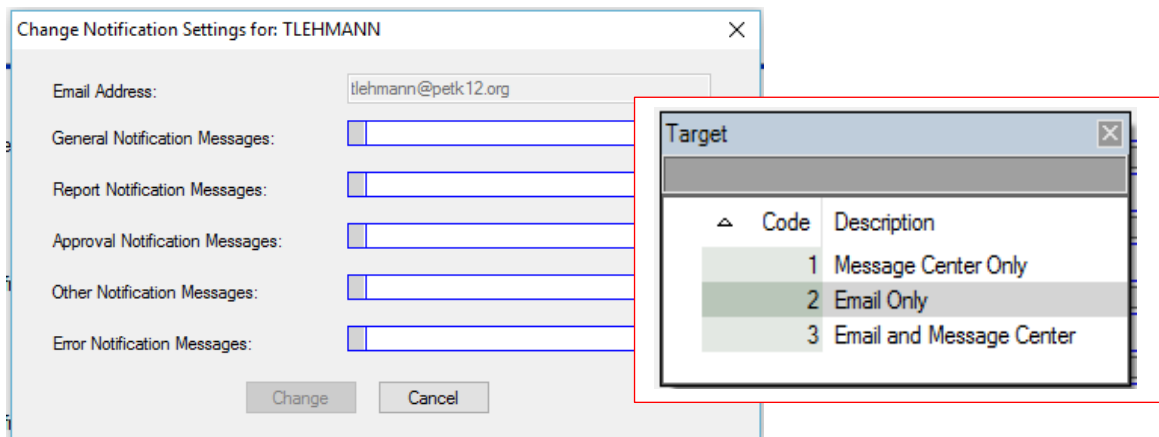 Change Notification Settings for: TLEHMANN
Email Address:
tlehmann@petk12.org
General Notification Messages:
Report Notification Messages:
Approval Notification Messages:
Other Notification Messages:
Error Notification Messages:
Change
Cancel
Target
Code Description
1 Message Center Only
2 Email Only
3 Email and Message Center